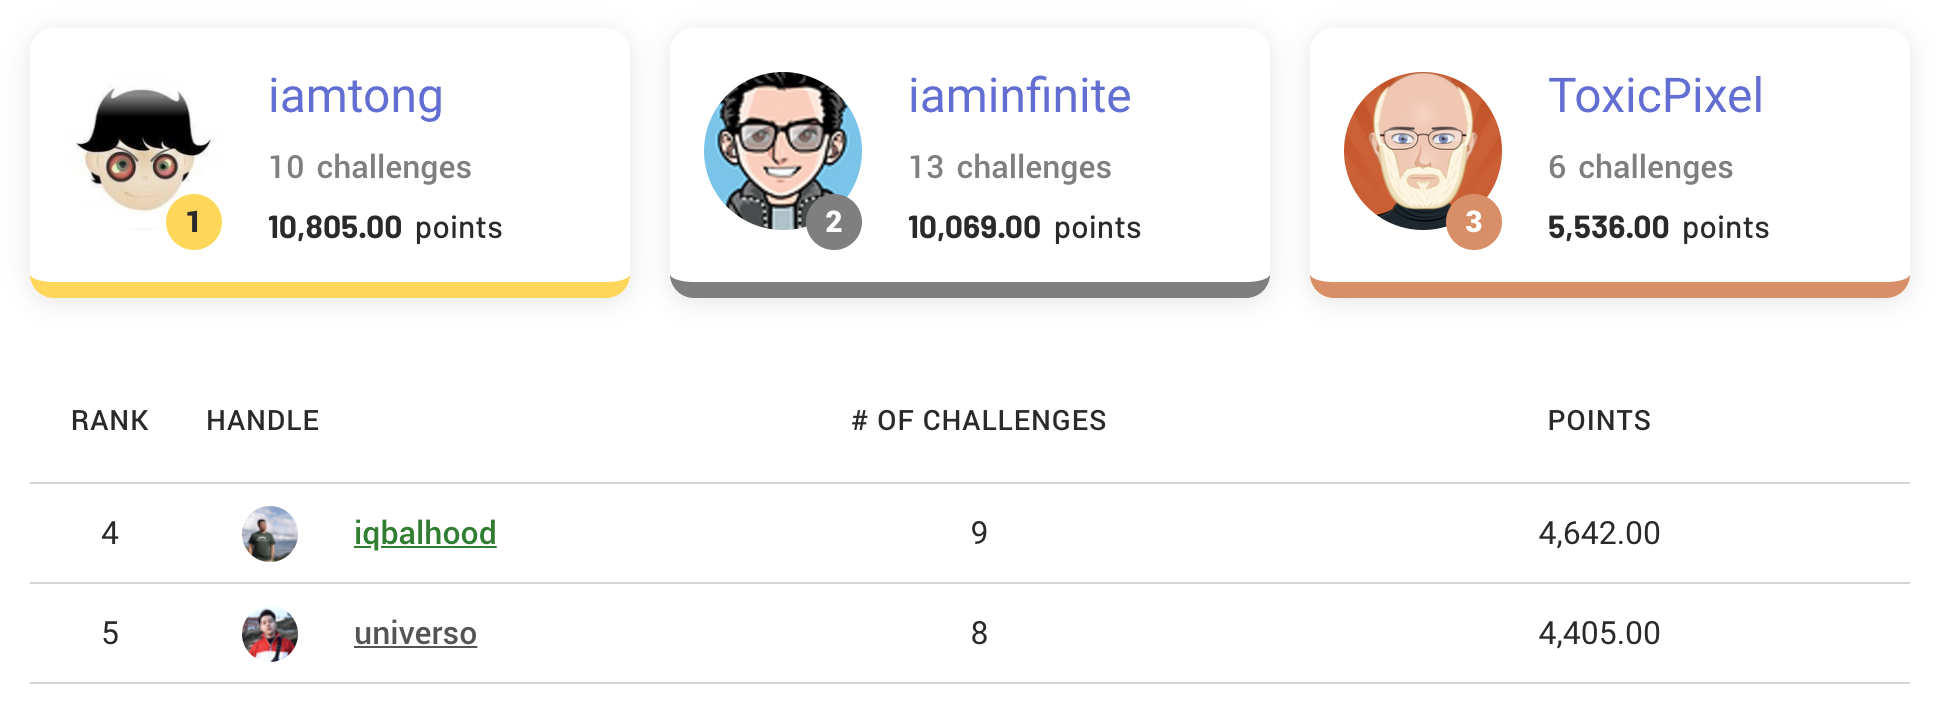 iamtong
10 challenges
10,805.00 points
1
iaminfinite
13 challenges
10,069.00 points
2
ToxicPixel
6 challenges
5,536.00 points
3
RANK HANDLE # OF CHALLENGES POINTS
4 iqbalhood 9 4,642.00
5 universo 8 4,405.00